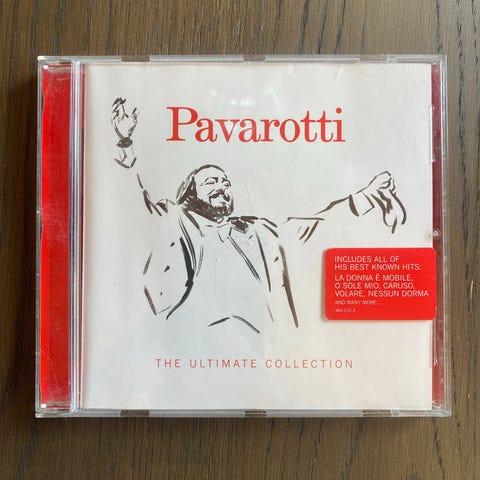 Pavarotti
INCLUDES ALL OF
HIS BEST KNOWN HITS:
LA DONNA È MOBILE,
O SOLE MIO, CARUSO,
VOLARE, NESSUN DORMA
AND MANY MORE...
THE ULTIMATE COLLECTION